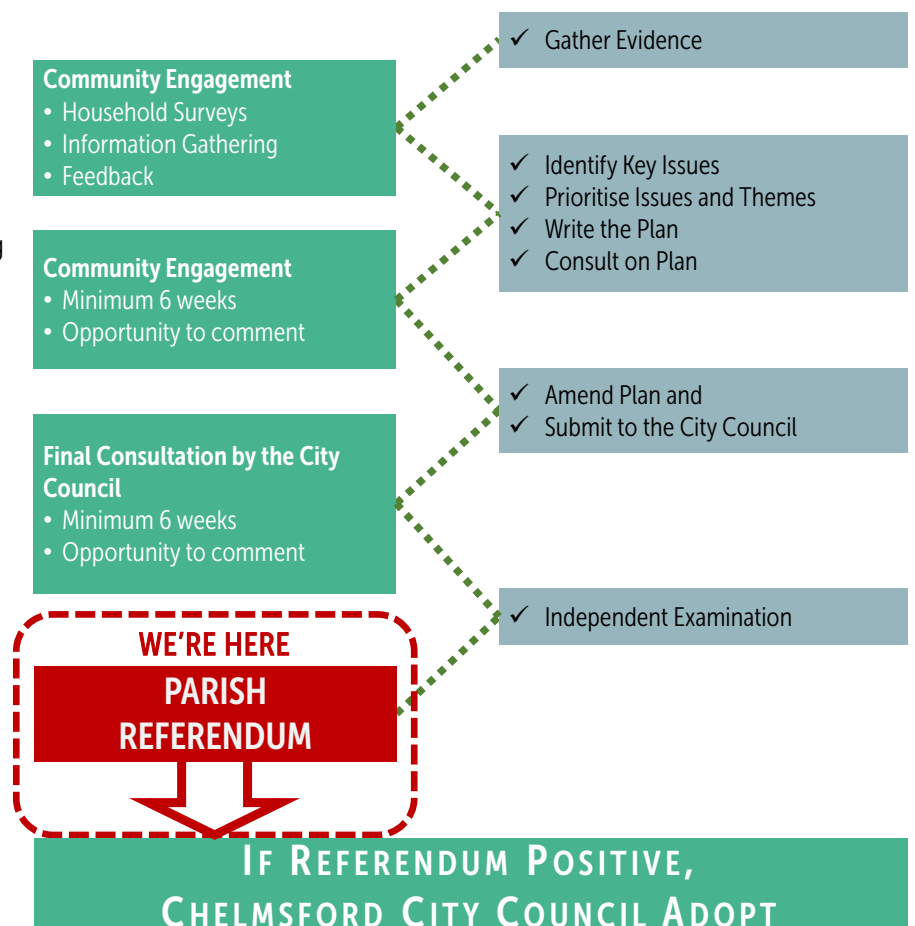 ✓ Gather Evidence
Community Engagement
• Household Surveys
• Information Gathering
• Feedback
✓ Identify Key Issues
✓ Prioritise Issues and Themes
✓ Write the Plan
✓ Consult on Plan
g
Community Engagement
• Minimum 6 weeks
• Opportunity to comment
✓ Amend Plan and
✓ Submit to the City Council
Final Consultation by the City
Council
• Minimum 6 weeks
• Opportunity to comment
✓ Independent Examination
WE'RE HERE
PARISH
REFERENDUM
IF REFERENDUM POSITIVE,
CHELMSFORD CITY COUNCIL ADOPT